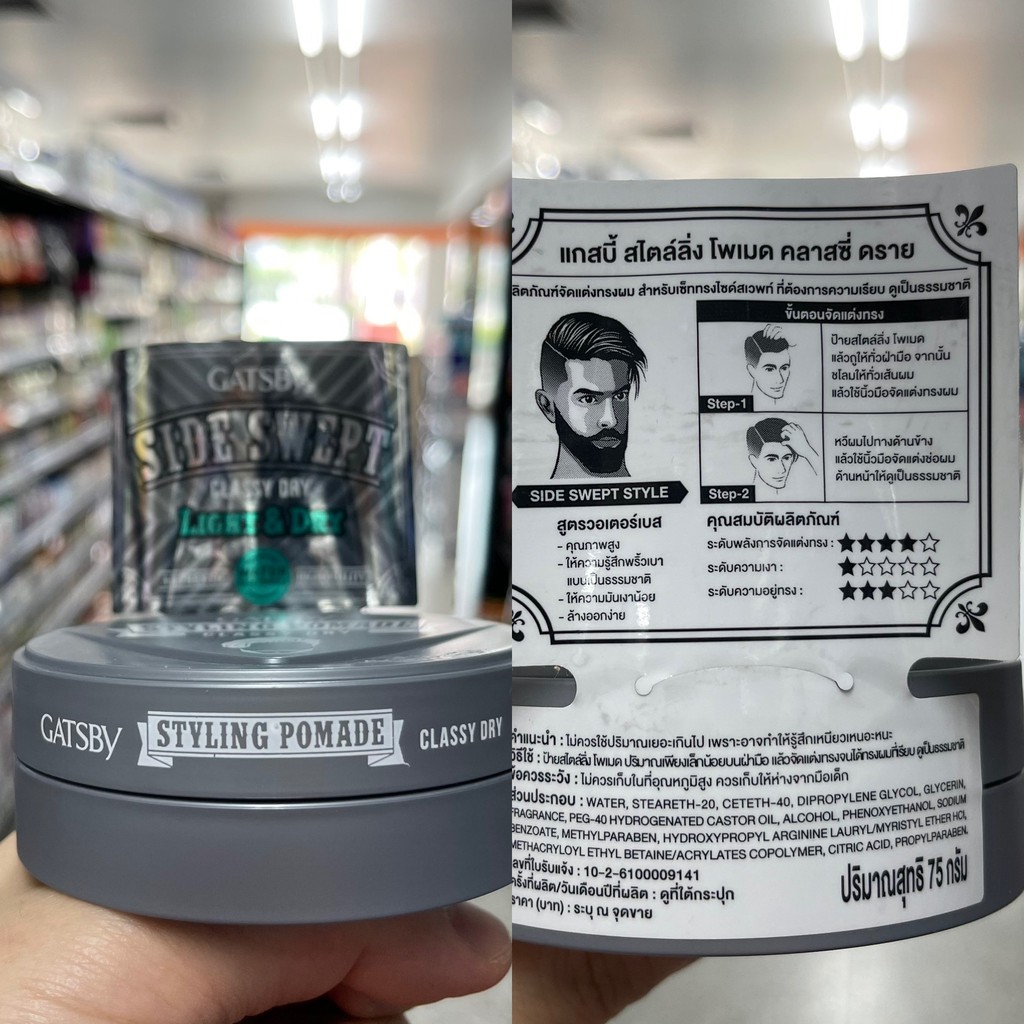 GATSBY
SIDE SWEPT
CLASSY DRY
LIGHT & DRY
STYLING POMADE
CLASSY DRY
GATSBY STYLING POMADE CLASSY DRY
แกสบี้ สไตล์ลิ่ง โพเมด คลาสซี่ ดราย
ลิตภัณฑ์จัดแต่งทรงผม สำหรับเซ็ททรงไซด์สเวพท์ ที่ต้องการความเรียบ ดูเป็นธรรมชาติ
ขั้นตอนจัดแต่งทรง
Step-1
ป้ายสไตล์ลิ่ง โพเมด
แล้วถูให้ทั่วฝ่ามือ จากนั้น
ชโลมให้ทั่วเส้นผม
แล้วใช้นิ้วมือจัดแต่งทรงผม
Step-2
หวีผมไปทางด้านข้าง
แล้วใช้นิ้วมือจัดแต่งช่อผม
ด้านหน้าให้ดูเป็นธรรมชาติ
SIDE SWEPT STYLE
สูตรวอเตอร์เบส
- คุณภาพสูง
- ให้ความรู้สึกพริ้วเบา
แบบเป็นธรรมชาติ
- ให้ความมันเงาน้อย
- ล้างออกง่าย
คุณสมบัติผลิตภัณฑ์
ระดับพลังการจัดแต่งทรง : ★★★★☆
ระดับความเงา : ★☆☆☆☆
ระดับความอยู่ทรง : ★★★☆☆
คำแนะนำ : ไม่ควรใช้ปริมาณเยอะเกินไป เพราะอาจทำให้รู้สึกเหนียวเหนอะหนะ
วิธีใช้ : ป้ายสไตล์ลิ่ง โพเมด ปริมาณเพียงเล็กน้อยบนฝ่ามือ แล้วจัดแต่งทรงจนได้ทรงผมที่เรียบ ดูเป็นธรรมชาติ
ข้อควรระวัง : ไม่ควรเก็บในที่อุณหภูมิสูง ควรเก็บให้ห่างจากมือเด็ก
ส่วนประกอบ : WATER, STEARETH-20, CETETH-40, DIPROPYLENE GLYCOL, GLYCERIN,
FRAGRANCE, PEG-40 HYDROGENATED CASTOR OIL, ALCOHOL, PHENOXYETHANOL, SODIUM
BENZOATE, METHYLPARABEN, HYDROXYPROPYL ARGININE LAURYL/MYRISTYL ETHER HCl,
METHACRYLOYL ETHYL BETAINE/ACRYLATES COPOLYMER, CITRIC ACID, PROPYLPARABEN.
เลขที่ใบรับแจ้ง : 10-2-6100009141
ครั้งที่ผลิต/วันเดือนปีที่ผลิต : ดูที่ใต้กระปุก
ราคา (บาท) : ระบุ ณ จุดขาย
ปริมาณสุทธิ 75 กรัม